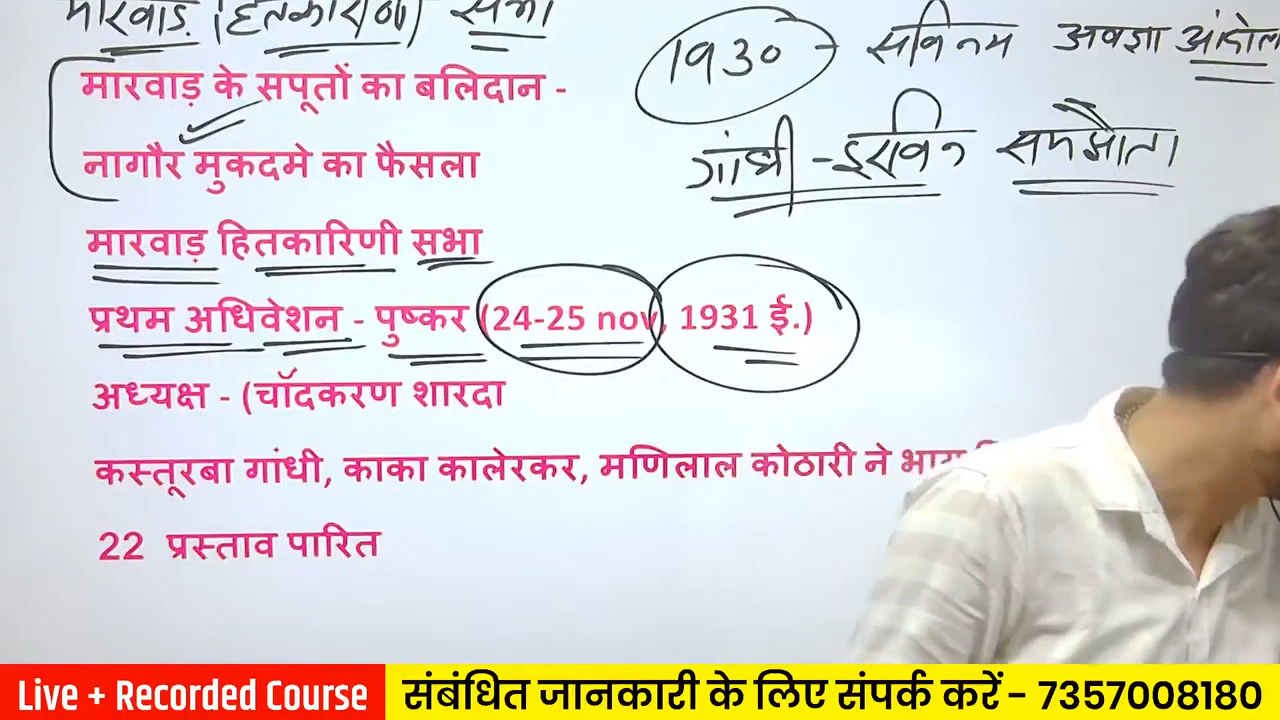 मारवाड़ हितकारिणी सभा
1930 - सविनय अवज्ञा आंदोल
मारवाड़ के सपूतों का बलिदान -
नागौर मुकदमे का फैसला
गांधी - इरविन समझौता
मारवाड़ हितकारिणी सभा
प्रथम अधिवेशन - पुष्कर (24-25 nov, 1931 ई.)
अध्यक्ष - (चाँदकरण शारदा
कस्तूरबा गांधी, काका कालेरकर, मणिलाल कोठारी ने
22 प्रस्ताव पारित
Live + Recorded Course
संबंधित जानकारी के लिए संपर्क करें - 7357008180